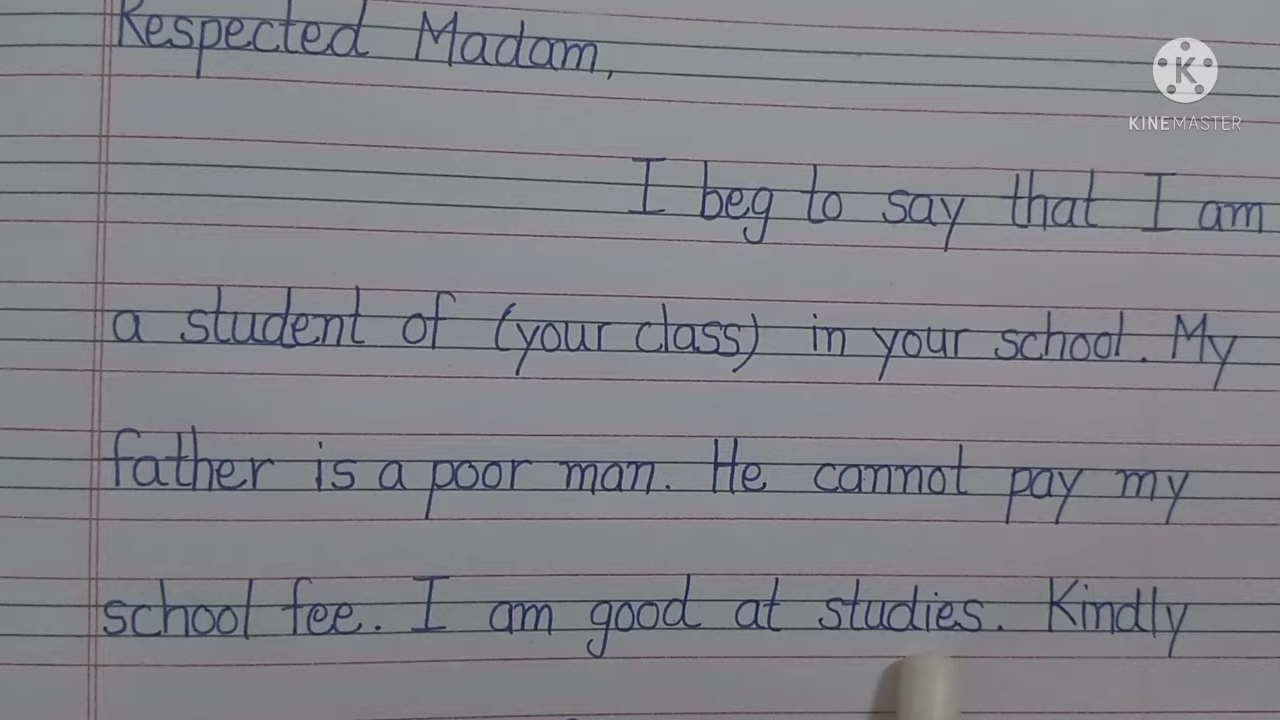 Respected Madam,
KINEMASTER
I beg to say that I am
a student of (your class) in your school. My
father is a poor man. He cannot pay my
school fee. I am good at studies. Kindly